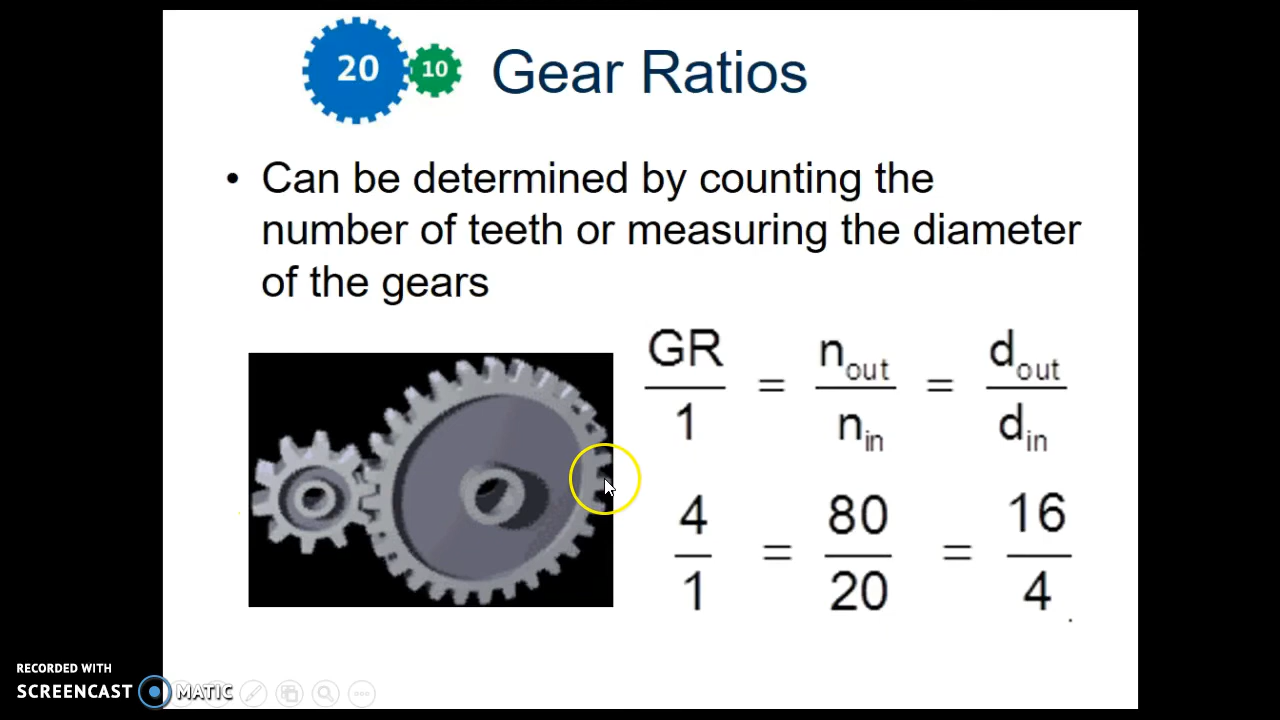 20 10 Gear Ratios
• Can be determined by counting the
number of teeth or measuring the diameter
of the gears
GR/1 = n_out/n_in = d_out/d_in
4/1 = 80/20 = 16/4
RECORDED WITH
SCREENCAST MATIC